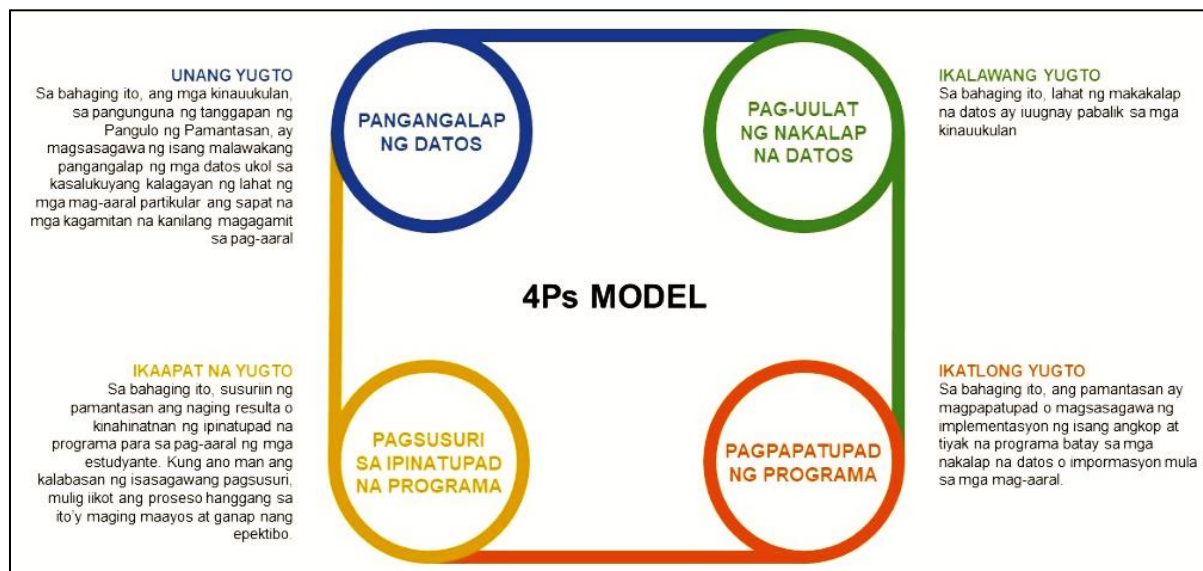 UNANG YUGTO
Sa bahaging ito, ang mga kinauukulan,
sa pangunguna ng tanggapan ng
Pangulo ng Pamantasan, ay
magsasagawa ng isang malawakang
pangangalap ng mga datos ukol sa
kasalukuyang kalagayan ng lahat ng
mga mag-aaral partikular ang sapat na
mga kagamitan na kanilang magagamit
sa pag-aaral
PANGANGALAP
NG DATOS
PAG-UULAT
NG NAKALAP
NA DATOS
IKALAWANG YUGTO
Sa bahaging ito, lahat ng makakalap
na datos ay iuugnay pabalik sa mga
kinauukulan
4Ps MODEL
IKAAPAT NA YUGTO
Sa bahaging ito, susuriin ng
pamantasan ang naging resulta o
kinahinatnan ng ipinatupad na
programa para sa pag-aaral ng mga
estudyante. Kung ano man ang
kalabasan ng isasagawang pagsusuri,
mulig iikot ang proseso hanggang sa
ito'y maging maayos at ganap nang
epektibo.
PAGSUSURI
SA IPINATUPAD
NA PROGRAMA
PAGPAPATUPAD
NG PROGRAMA
IKATLONG YUGTO
Sa bahaging ito, ang pamantasan ay
magpapatupad o magsasagawa ng
implementasyon ng isang angkop at
tiyak na programa batay sa mga
nakalap na datos o impormasyon mula
sa mga mag-aaral.